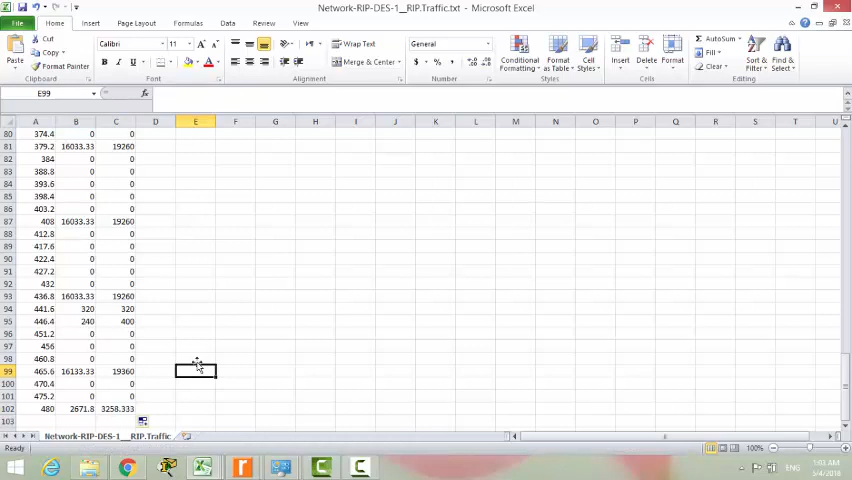 Network-RIP-DES-1__RIP.Traffic.txt - Microsoft Excel
File Home Insert Page Layout Formulas Data Review View
Cut Calibri 11 Wrap Text General AutoSum
Copy Fill
Paste Format Painter Merge & Center Conditional Formatting Format as Table Cell Styles Insert Delete Format Clear Sort & Filter Find & Select
Clipboard Font Alignment Number Styles Cells Editing
E99 fx
A B C D E F G H I J K L M N O P Q R S T U
80 374.4 0 0
81 379.2 16033.33 19260
82 384 0 0
83 388.8 0 0
84 393.6 0 0
85 398.4 0 0
86 403.2 0 0
87 408 16033.33 19260
88 412.8 0 0
89 417.6 0 0
90 422.4 0 0
91 427.2 0 0
92 432 0 0
93 436.8 16033.33 19260
94 441.6 320 320
95 446.4 240 400
96 451.2 0 0
97 456 0 0
98 460.8 0 0
99 465.6 16133.33 19360
100 470.4 0 0
101 475.2 0 0
102 480 2671.8 3258.333
103
Network-RIP-DES-1__RIP.Traffic
Ready 100%
ENG 1:03 AM
5/4/2018